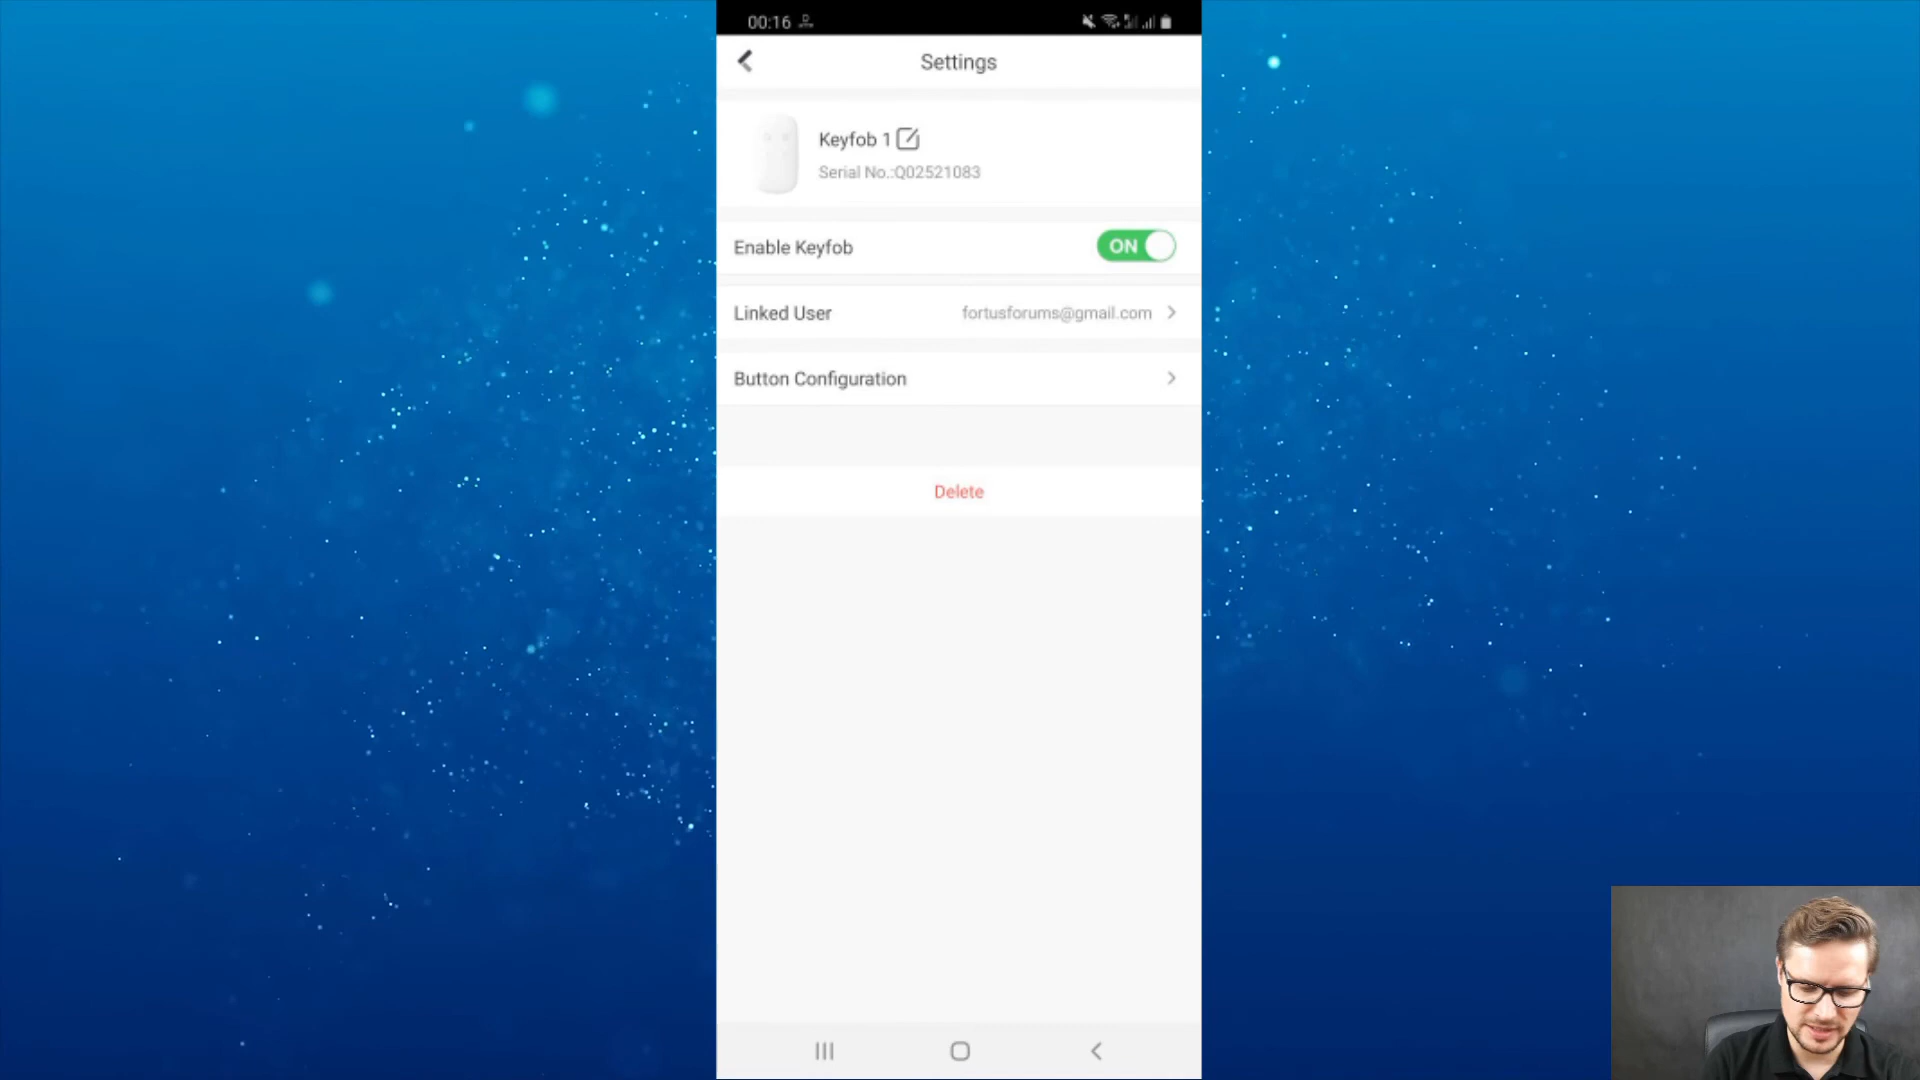 00:16
Settings
Keyfob 1
Serial No.:Q02521083
Enable Keyfob
ON
Linked User
fortusforums@gmail.com
Button Configuration
Delete